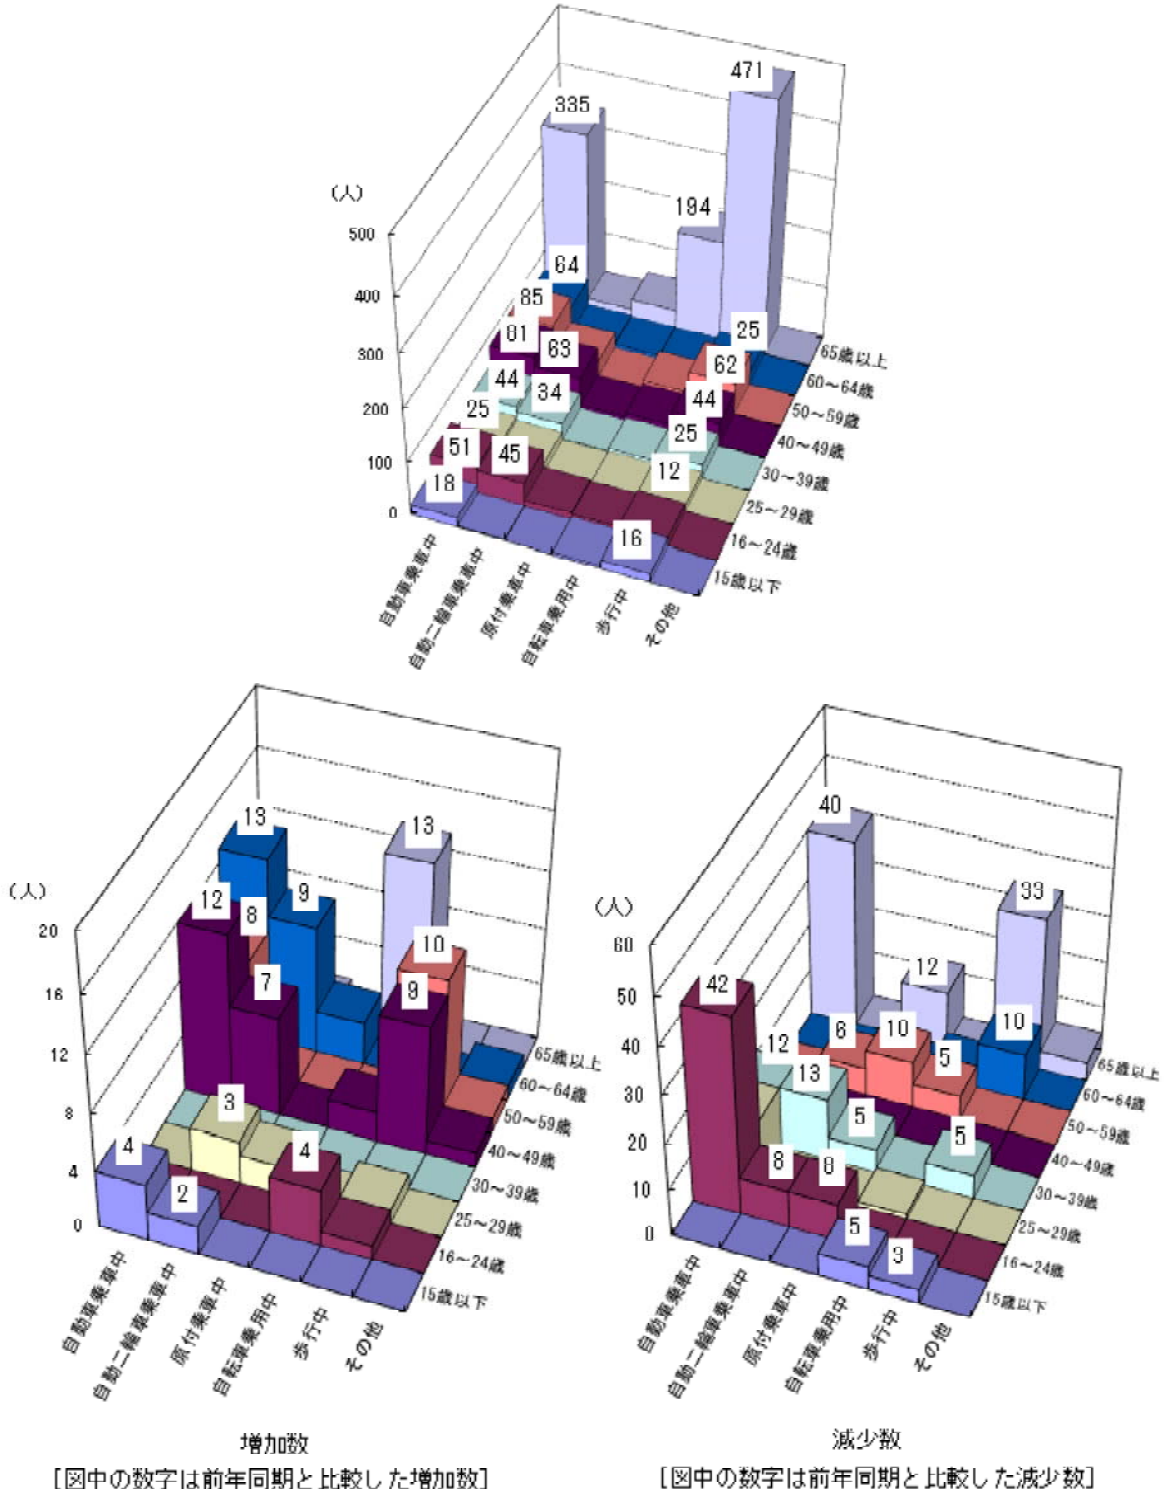 471
335
(人)
194
500
64
400
85
25
81
63
300
62
65歳以上
60～64歳
44
34
44
50～59歳
200
25
25
40～49歳
51
45
12
30～39歳
100
18
25～29歳
0
16
16～24歳
15歳以下
自動車乗車中
自動二輪車乗車中
原付乗車中
自転車乗用中
歩行中
その他
13
13
(人)
12
8
9
20
10
7
9
16
12
65歳以上
60～64歳
8
3
50～59歳
4
4
40～49歳
4
2
30～39歳
0
25～29歳
16～24歳
15歳以下
自動車乗車中
自動二輪車乗車中
原付乗車中
自転車乗用中
歩行中
その他
増加数
[図中の数字は前年同期と比較した増加数]
40
(人)
33
60
42
12
50
12
6
10
10
40
13
5
65歳以上
30
5
5
60～64歳
50～59歳
20
8
8
40～49歳
10
30～39歳
0
5
3
25～29歳
16～24歳
15歳以下
自動車乗車中
自動二輪車乗車中
原付乗車中
自転車乗用中
歩行中
その他
減少数
[図中の数字は前年同期と比較した減少数]